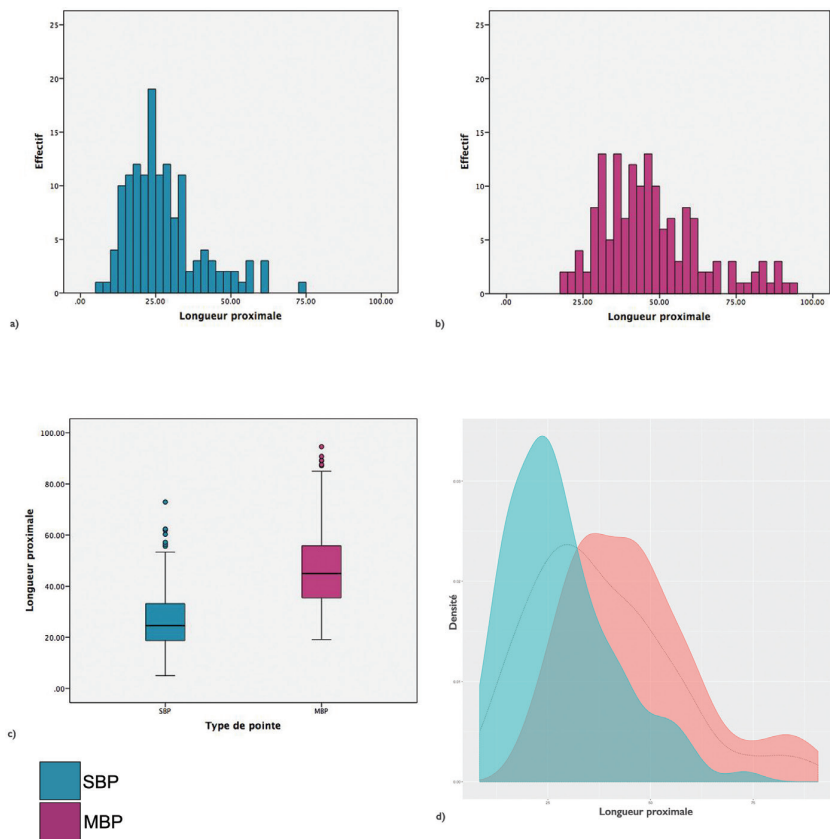 25
20
15
10
5
0
Effectif
.00 25.00 50.00 75.00 100.00
Longueur proximale
a)
25
20
15
10
5
0
Effectif
.00 25.00 50.00 75.00 100.00
Longueur proximale
b)
100.00
80.00
60.00
40.00
20.00
.00
Longueur proximale
SBP MBP
Type de pointe
c)
SBP
MBP
Densité
Longueur proximale
d)